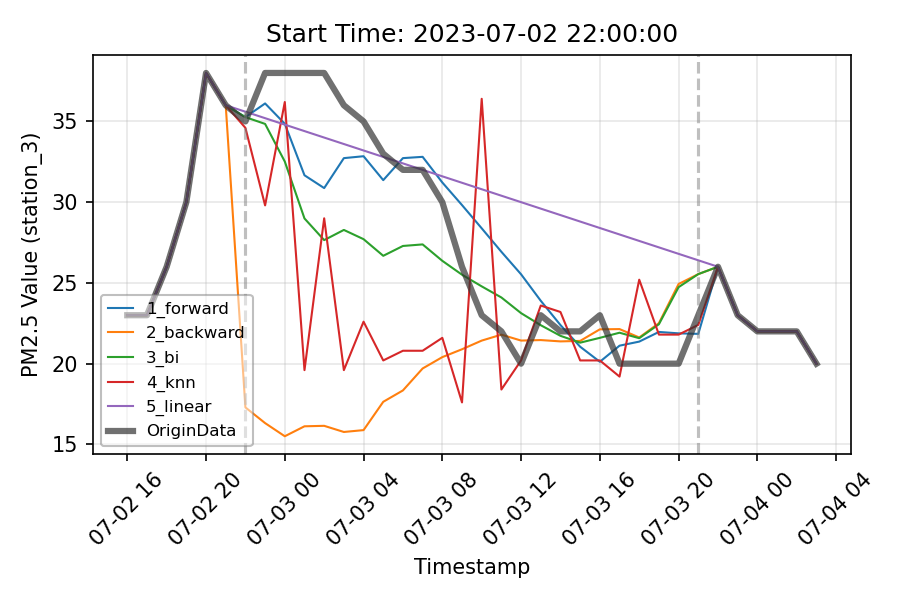 Start Time: 2023-07-02 22:00:00
PM2.5 Value (station_3)
35
30
25
20
15
1_forward
2_backward
3_bi
4_knn
5_linear
OriginData
07-02 16
07-02 20
07-03 00
07-03 04
07-03 08
07-03 12
07-03 16
07-03 20
07-04 00
07-04 04
Timestamp